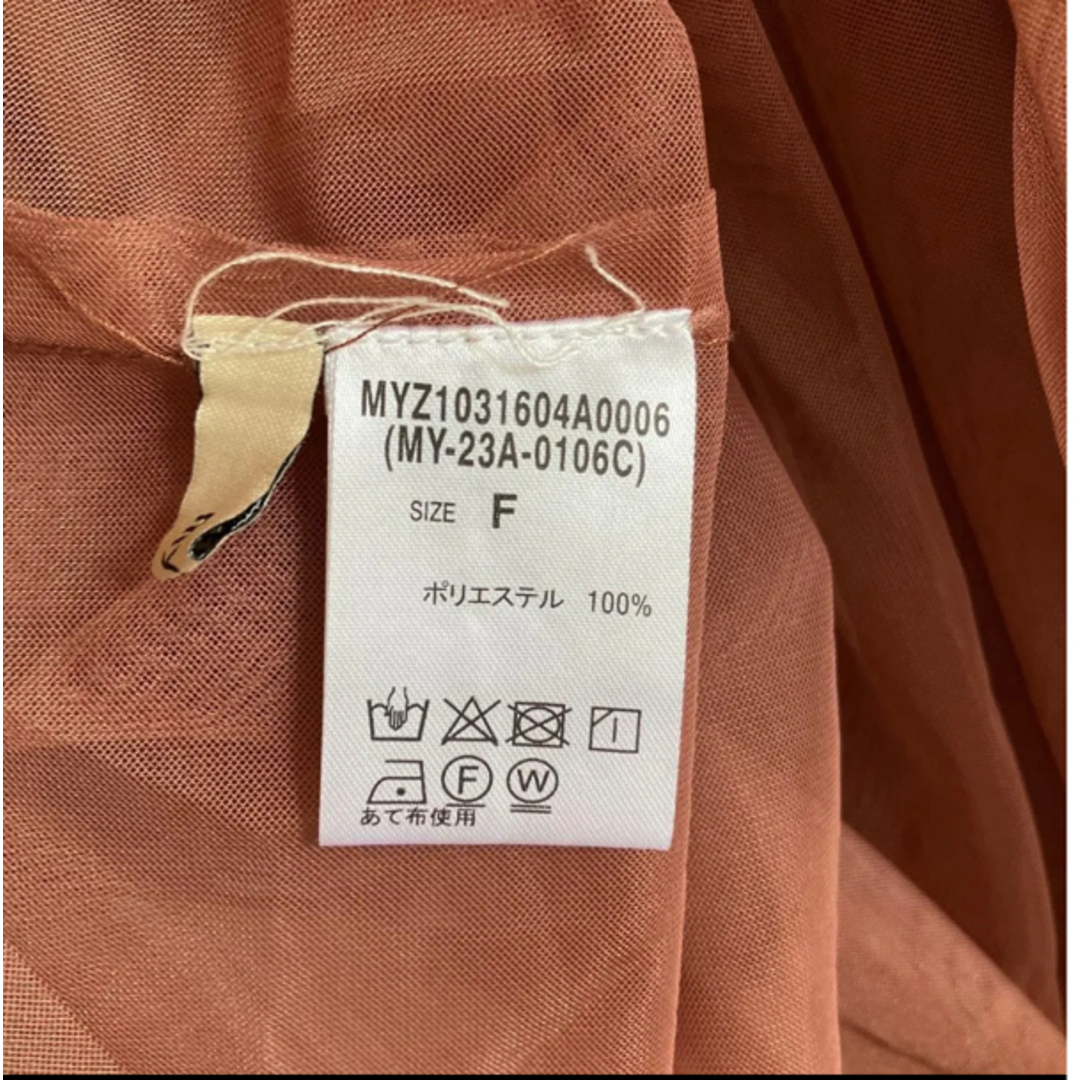 MYZ1031604A0006
(MY-23A-0106C)
SIZE F
ポリエステル 100%
F W
あて布使用